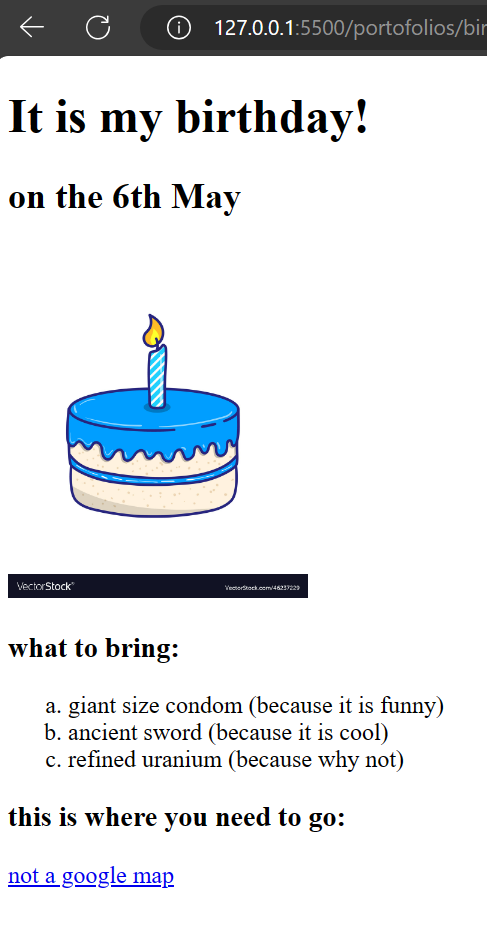 127.0.0.1:5500/portofolios/bir
It is my birthday!
on the 6th May
VectorStock®
VectorStock.com/46237229
what to bring:
a. giant size condom (because it is funny)
b. ancient sword (because it is cool)
c. refined uranium (because why not)
this is where you need to go:
not a google map